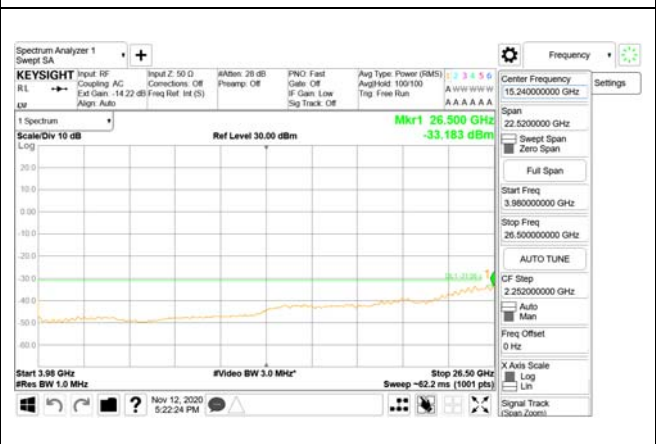 Spectrum Analyzer 1
Swept SA
Frequency
KEYSIGHT
Input: RF
Input Z: 50 Ω
#Atten: 28 dB
PNO: Fast
Avg Type: Power (RMS)
1 2 3 4 5 6
RL
Coupling: AC
Corrections: Off
Preamp: Off
Gate: Off
Avg|Hold: 100/100
A W W W W W
Ext Gain: -14.22 dB
Freq Ref: Int (S)
IF Gain: Low
Trig: Free Run
Align: Auto
Sig Track: Off
A A A A A A
1 Spectrum
Mkr1 26.500 GHz
Scale/Div 10 dB
Ref Level 30.00 dBm
-33.183 dBm
Log
20.0
10.0
0.00
-10.0
-20.0
-30.0
-40.0
-50.0
-60.0
1
Start 3.98 GHz
#Video BW 3.0 MHz*
Stop 26.50 GHz
#Res BW 1.0 MHz
Sweep ~62.2 ms (1001 pts)
Nov 12, 2020
5:22:24 PM
Center Frequency
15.240000000 GHz
Settings
Span
22.5200000 GHz
Swept Span
Zero Span
Full Span
Start Freq
3.980000000 GHz
Stop Freq
26.500000000 GHz
AUTO TUNE
CF Step
2.252000000 GHz
Auto
Man
Freq Offset
0 Hz
X Axis Scale
Log
Lin
Signal Track
(Span Zoom)